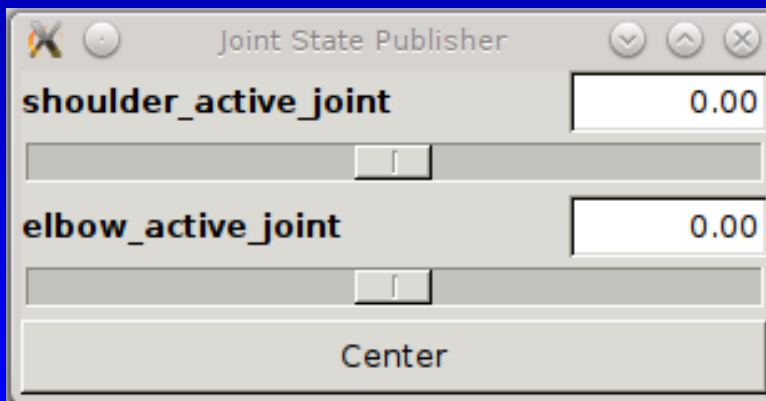 Joint State Publisher
shoulder_active_joint 0.00
elbow_active_joint 0.00
Center